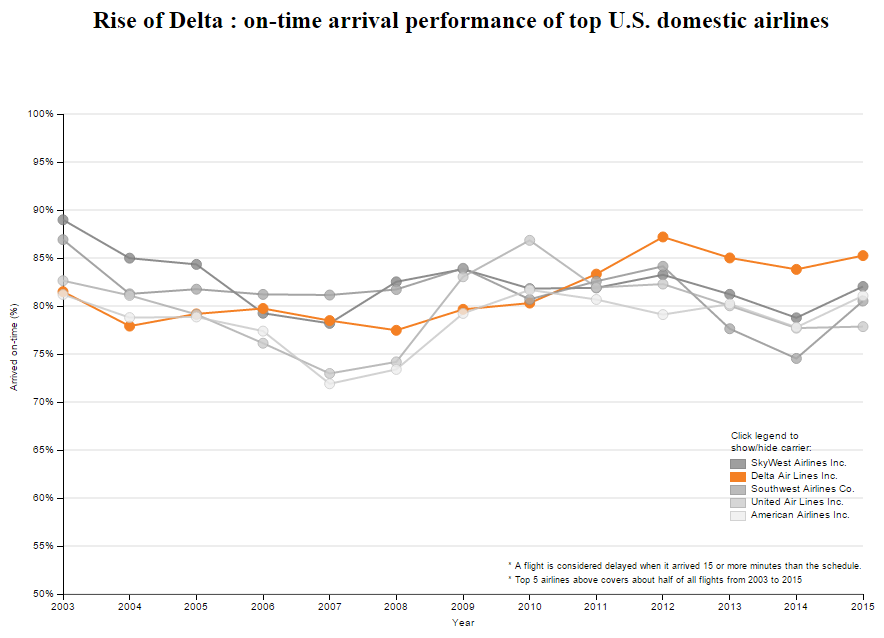 Rise of Delta : on-time arrival performance of top U.S. domestic airlines
100%
95%
90%
85%
80%
75%
70%
65%
60%
55%
50%
Arrived on-time (%)
Click legend to
show/hide carrier:
SkyWest Airlines Inc.
Delta Air Lines Inc.
Southwest Airlines Co.
United Air Lines Inc.
American Airlines Inc.
* A flight is considered delayed when it arrived 15 or more minutes than the schedule.
* Top 5 airlines above covers about half of all flights from 2003 to 2015
2003 2004 2005 2006 2007 2008 2009 2010 2011 2012 2013 2014 2015
Year